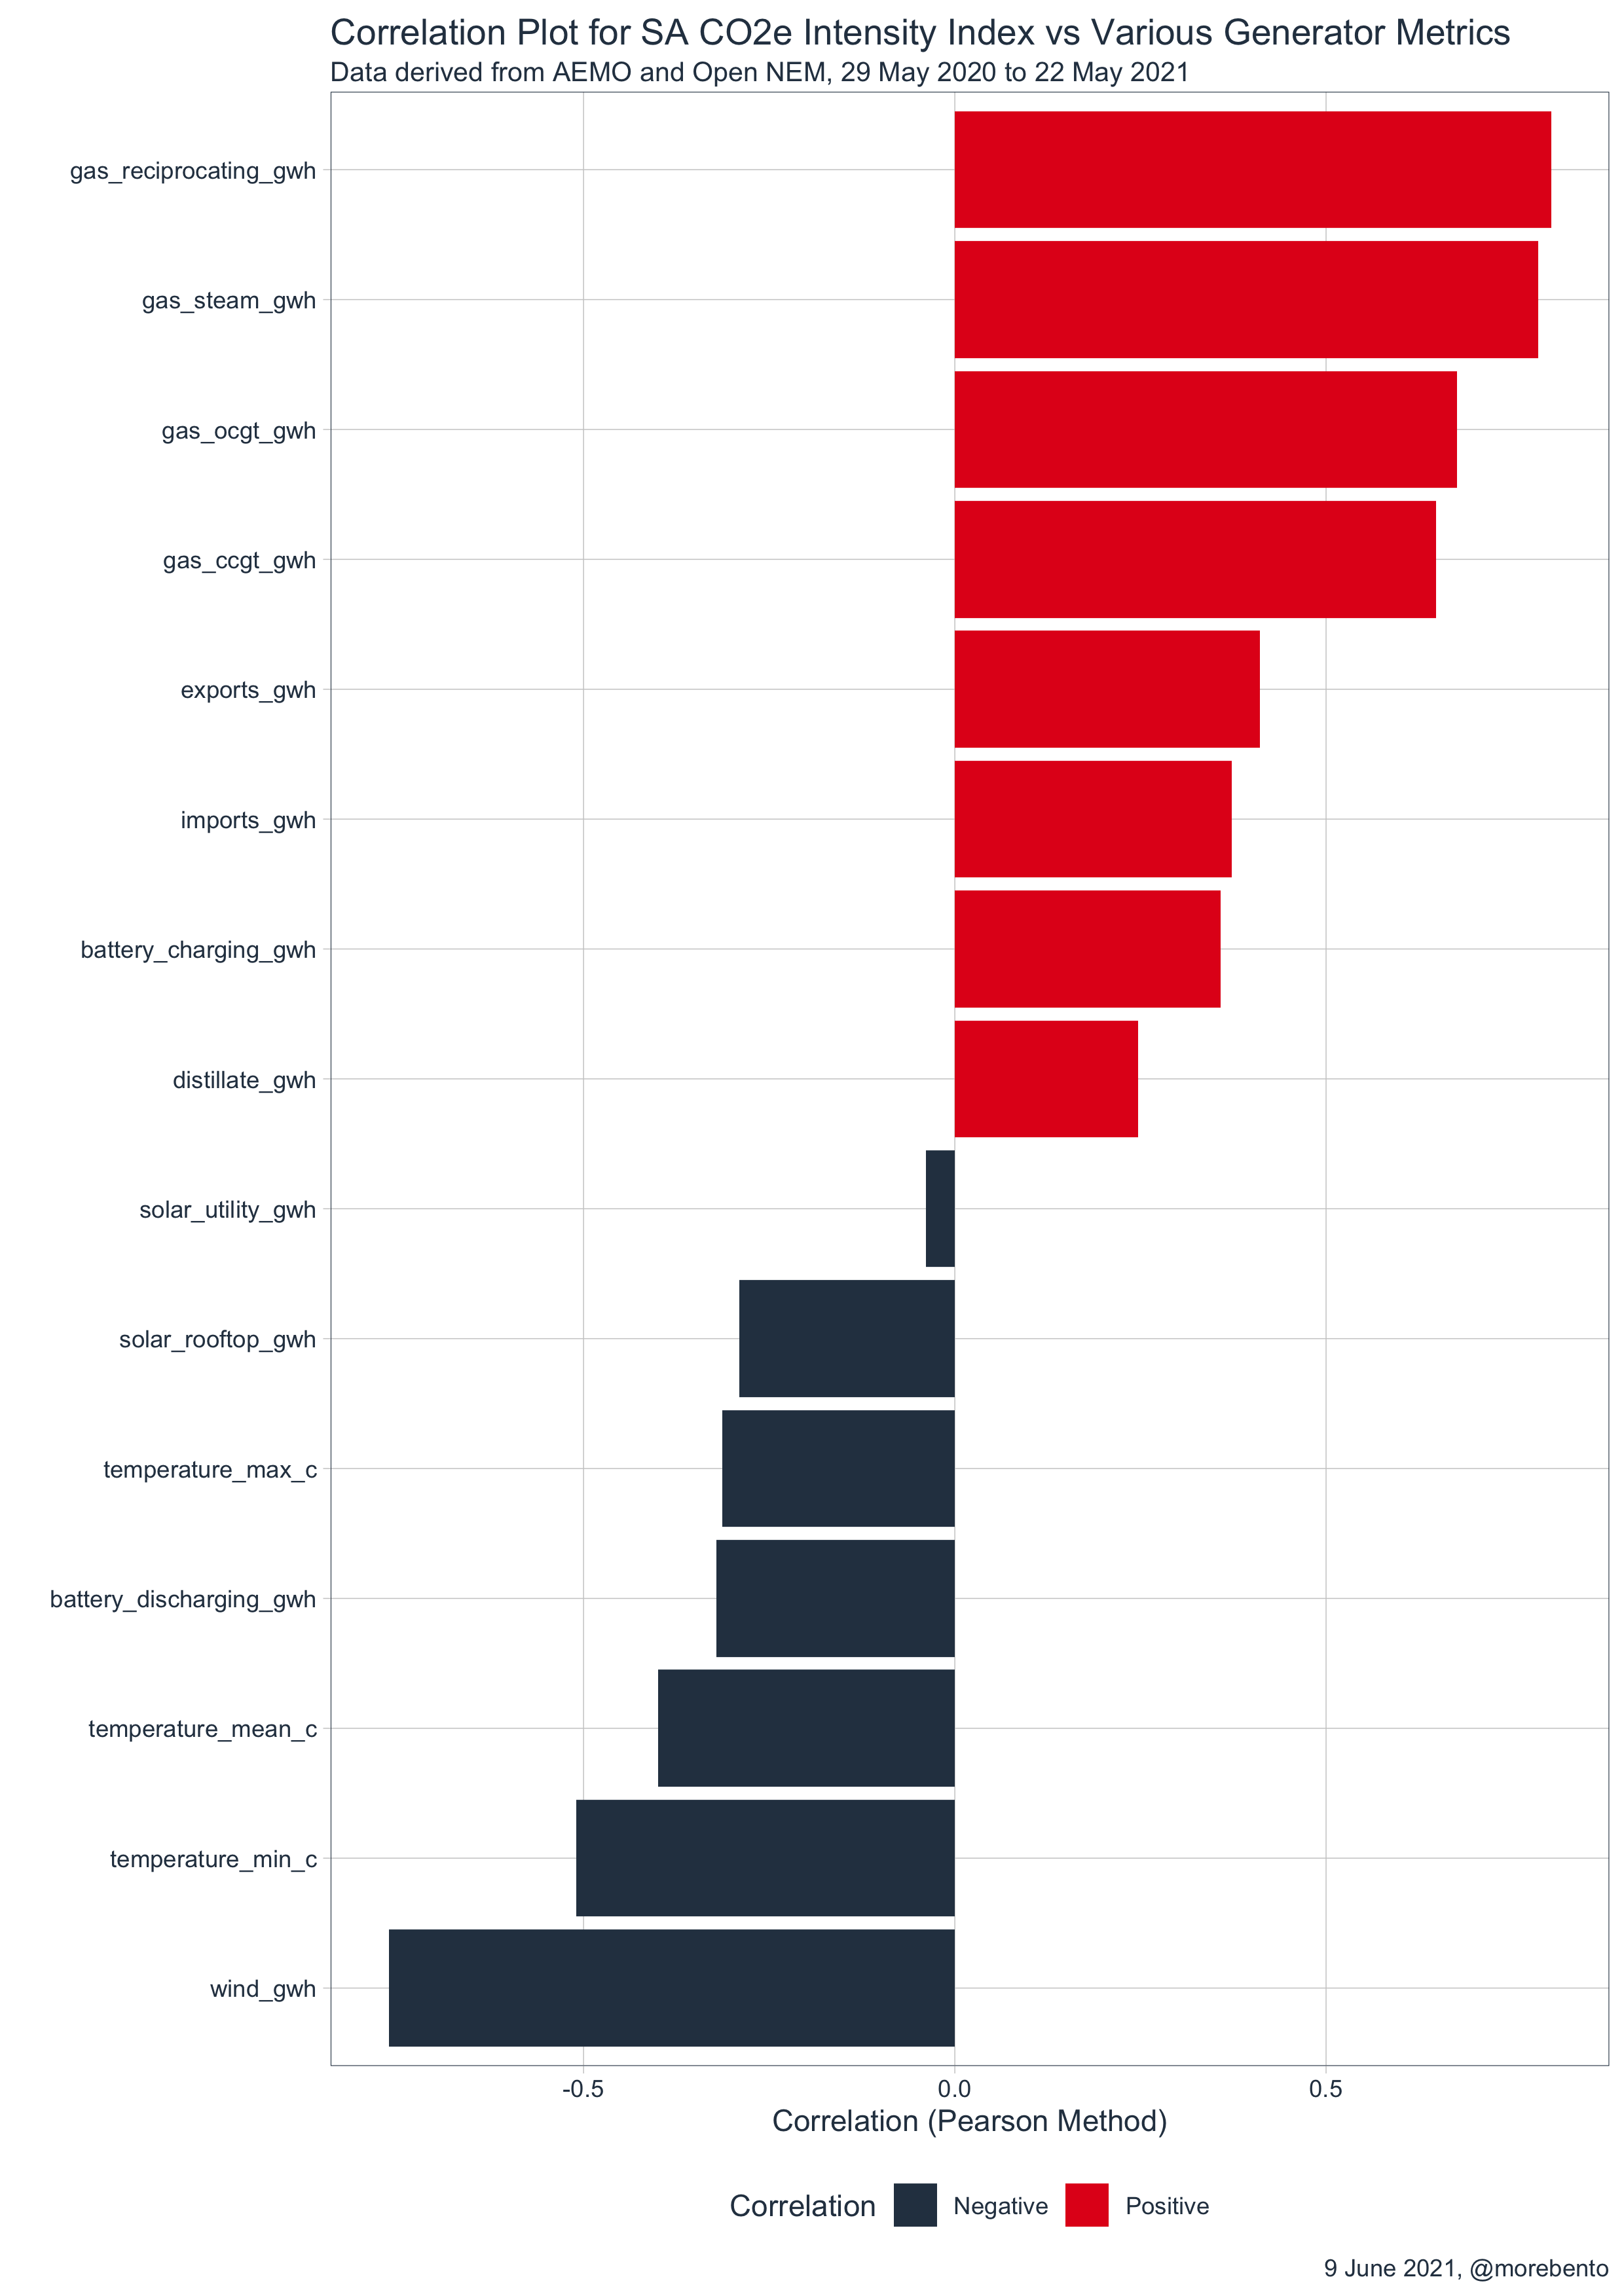 Correlation Plot for SA CO2e Intensity Index vs Various Generator Metrics
Data derived from AEMO and Open NEM, 29 May 2020 to 22 May 2021
gas_reciprocating_gwh
gas_steam_gwh
gas_ocgt_gwh
gas_ccgt_gwh
exports_gwh
imports_gwh
battery_charging_gwh
distillate_gwh
solar_utility_gwh
solar_rooftop_gwh
temperature_max_c
battery_discharging_gwh
temperature_mean_c
temperature_min_c
wind_gwh
-0.5 0.0 0.5
Correlation (Pearson Method)
Correlation Negative Positive
9 June 2021, @morebento